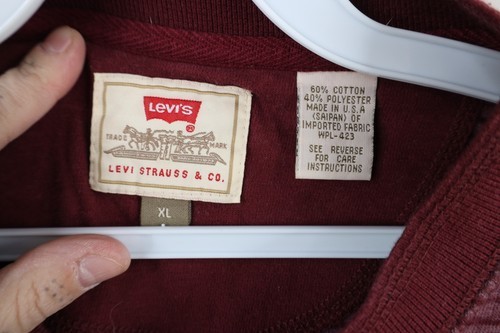 LEVI'S
®
TRADE MARK
LEVI STRAUSS & CO.
XL
60% COTTON
40% POLYESTER
MADE IN U.S.A
(SAIPAN) OF
IMPORTED FABRIC
WPL-423
SEE REVERSE
FOR CARE
INSTRUCTIONS